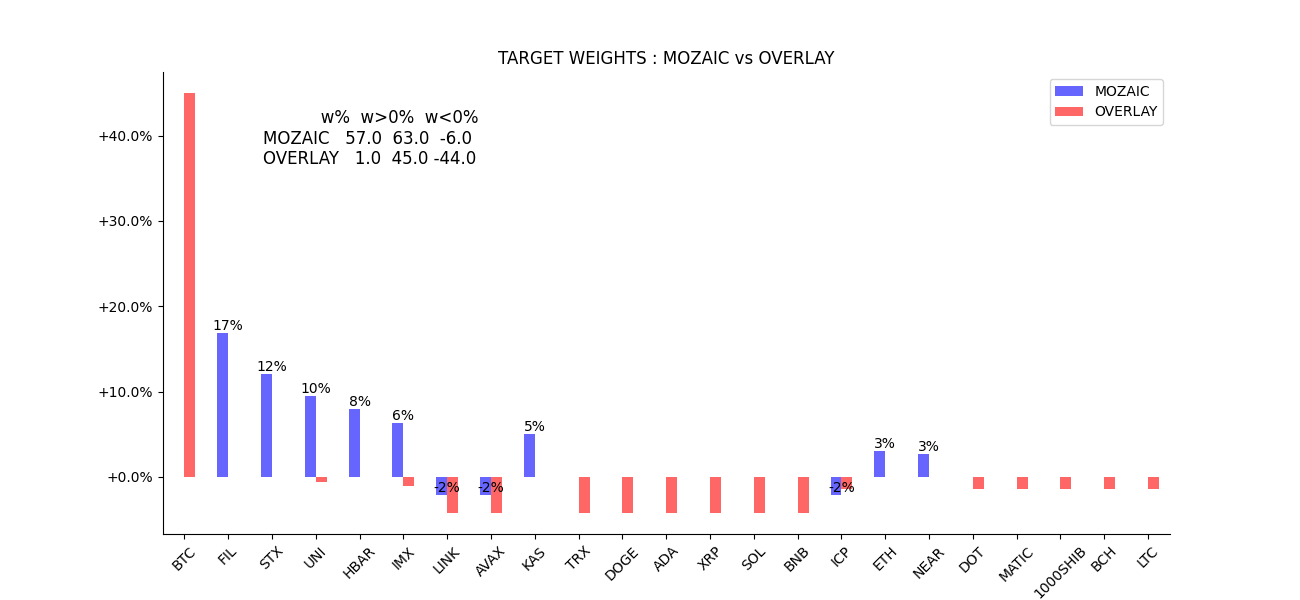 TARGET WEIGHTS : MOZAIC vs OVERLAY
MOZAIC
OVERLAY
w% w>0% w<0%
MOZAIC 57.0 63.0 -6.0
OVERLAY 1.0 45.0 -44.0
+40.0%
+30.0%
+20.0%
+10.0%
+0.0%
17%
12%
10%
8%
6%
-2%
-2%
5%
-2%
3%
3%
BTC
FIL
STX
UNI
HBAR
IMX
LINK
AVAX
KAS
TRX
DOGE
ADA
XRP
SOL
BNB
ICP
ETH
NEAR
DOT
MATIC
1000SHIB
BCH
LTC